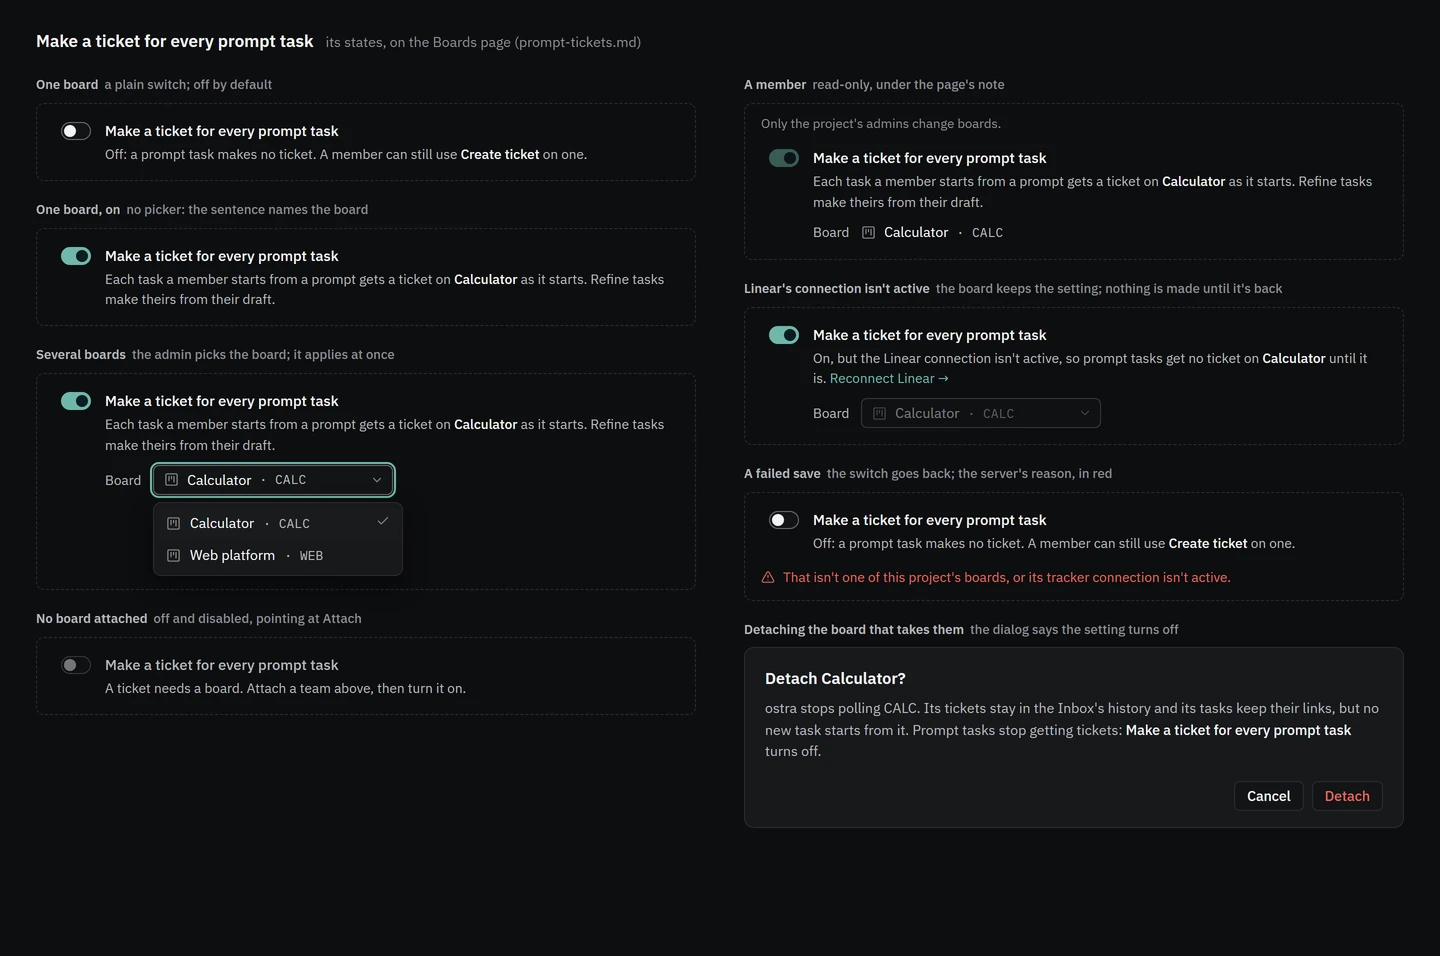 Make a ticket for every prompt task its states, on the Boards page (prompt-tickets.md)
One board a plain switch; off by default
Make a ticket for every prompt task
Off: a prompt task makes no ticket. A member can still use Create ticket on one.
One board, on no picker: the sentence names the board
Make a ticket for every prompt task
Each task a member starts from a prompt gets a ticket on Calculator as it starts. Refine tasks
make theirs from their draft.
Several boards the admin picks the board; it applies at once
Make a ticket for every prompt task
Each task a member starts from a prompt gets a ticket on Calculator as it starts. Refine tasks
make theirs from their draft.
Board Calculator · CALC
Calculator · CALC
Web platform · WEB
No board attached off and disabled, pointing at Attach
Make a ticket for every prompt task
A ticket needs a board. Attach a team above, then turn it on.
A member read-only, under the page's note
Only the project's admins change boards.
Make a ticket for every prompt task
Each task a member starts from a prompt gets a ticket on Calculator as it starts. Refine tasks
make theirs from their draft.
Board Calculator · CALC
Linear's connection isn't active the board keeps the setting; nothing is made until it's back
Make a ticket for every prompt task
On, but the Linear connection isn't active, so prompt tasks get no ticket on Calculator until it
is. Reconnect Linear →
Board Calculator · CALC
A failed save the switch goes back; the server's reason, in red
Make a ticket for every prompt task
Off: a prompt task makes no ticket. A member can still use Create ticket on one.
That isn't one of this project's boards, or its tracker connection isn't active.
Detaching the board that takes them the dialog says the setting turns off
Detach Calculator?
ostra stops polling CALC. Its tickets stay in the Inbox's history and its tasks keep their links, but no
new task starts from it. Prompt tasks stop getting tickets: Make a ticket for every prompt task
turns off.
Cancel Detach